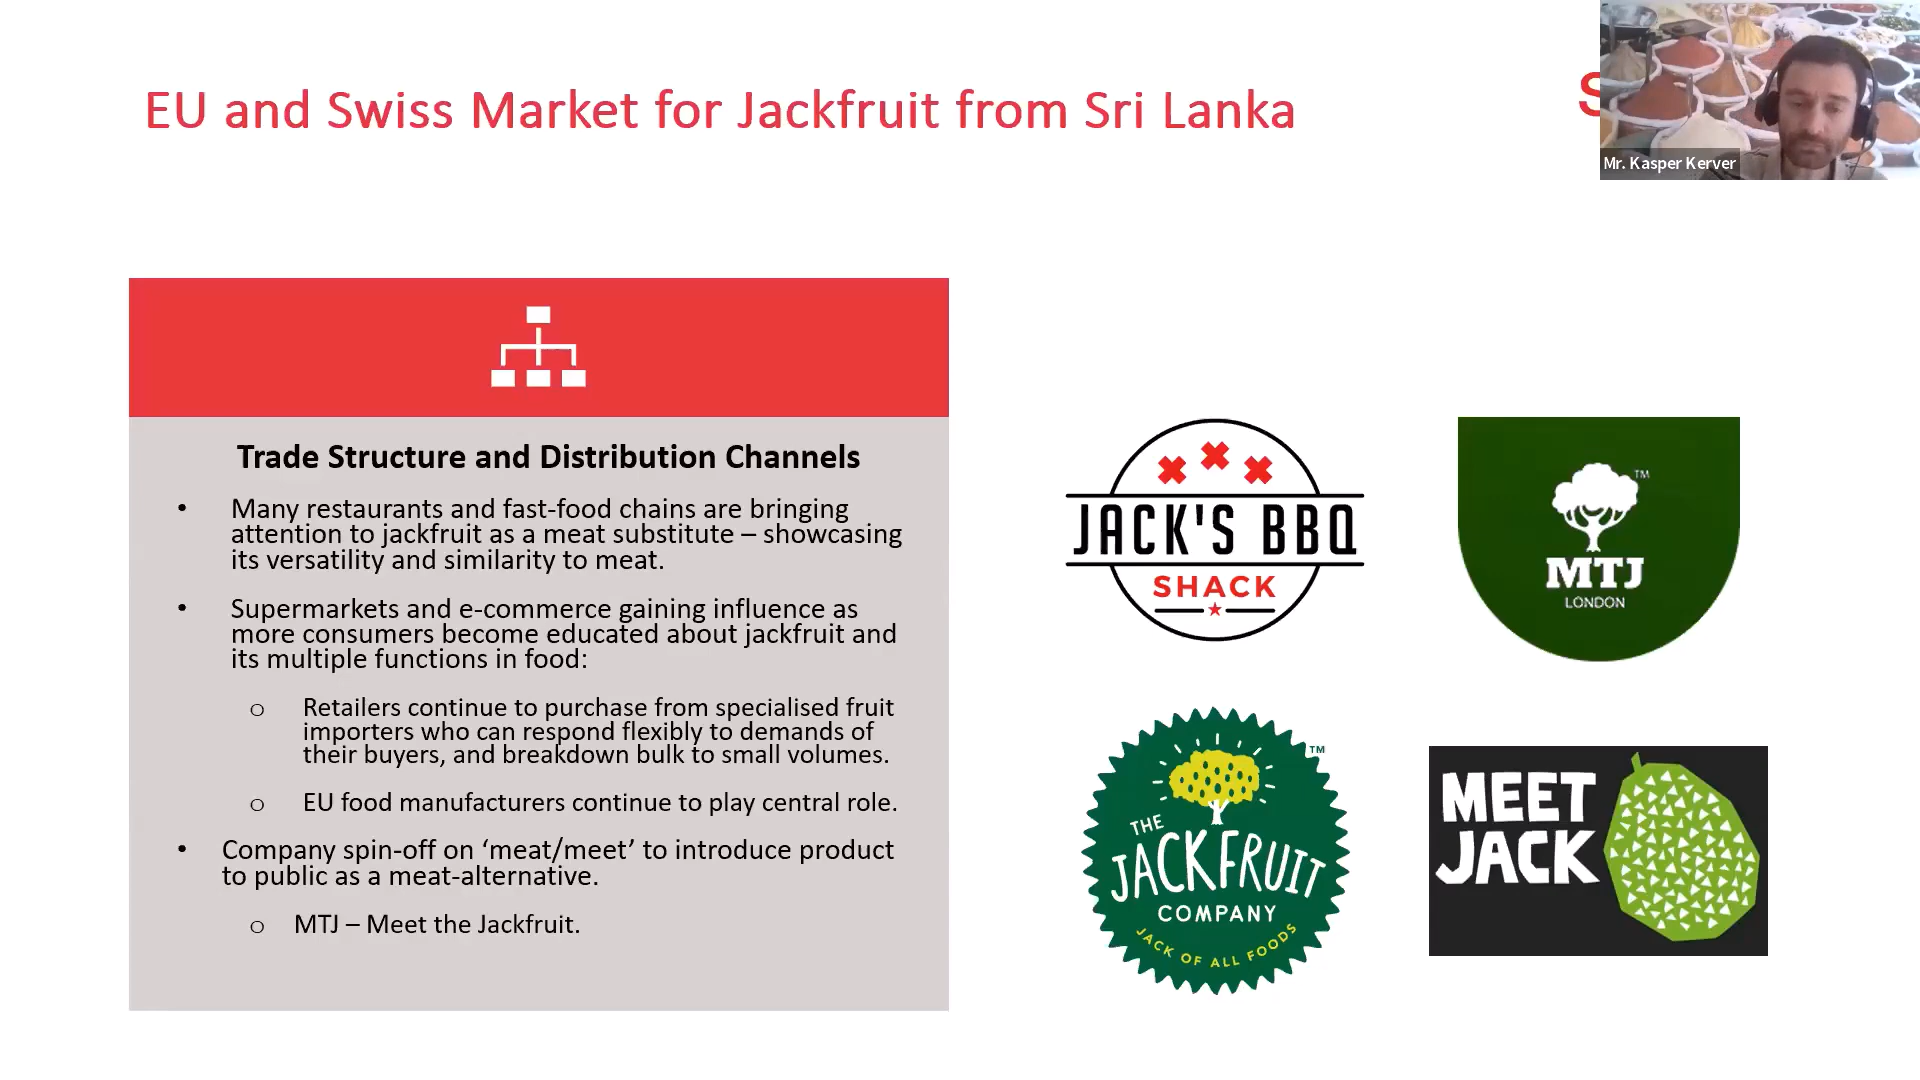 EU and Swiss Market for Jackfruit from Sri Lanka
S
Mr. Kasper Kerver
Trade Structure and Distribution Channels
• Many restaurants and fast-food chains are bringing
attention to jackfruit as a meat substitute – showcasing
its versatility and similarity to meat.
• Supermarkets and e-commerce gaining influence as
more consumers become educated about jackfruit and
its multiple functions in food:
o Retailers continue to purchase from specialised fruit
importers who can respond flexibly to demands of
their buyers, and breakdown bulk to small volumes.
o EU food manufacturers continue to play central role.
• Company spin-off on ‘meat/meet’ to introduce product
to public as a meat-alternative.
o MTJ – Meet the Jackfruit.
JACK'S BBQ
SHACK
TM
MTJ
LONDON
TM
THE
JACKFRUIT
COMPANY
JACK OF ALL FOODS
MEET
JACK